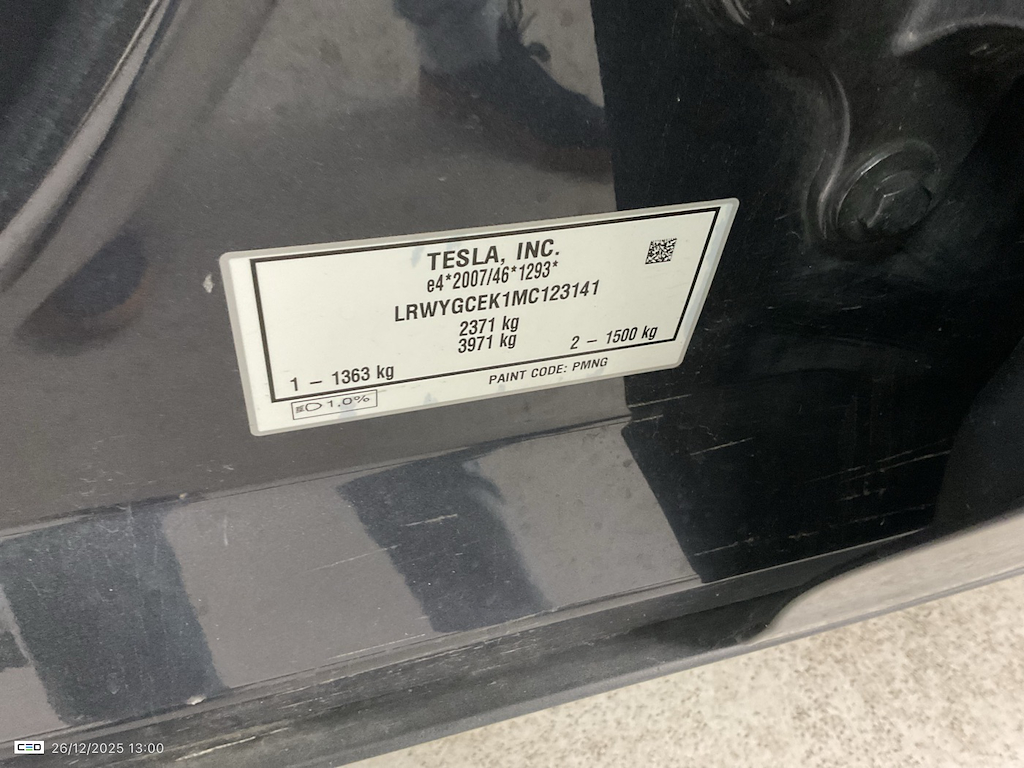 TESLA, INC.
e4*2007/46*1293*
LRWYGCEK1MC123141
2371 kg
3971 kg
1 – 1363 kg
2 – 1500 kg
PAINT CODE: PMNG
1.0%
CEO 26/12/2025 13:00